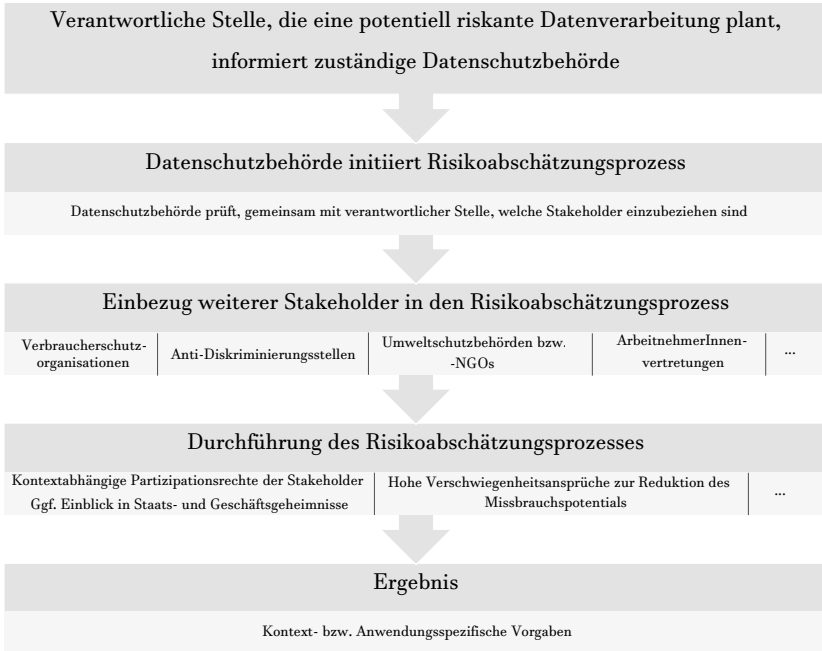 Verantwortliche Stelle, die eine potentiell riskante Datenverarbeitung plant,
informiert zuständige Datenschutzbehörde
Datenschutzbehörde initiiert Risikoabschätzungsprozess
Datenschutzbehörde prüft, gemeinsam mit verantwortlicher Stelle, welche Stakeholder einzubeziehen sind
Einbezug weiterer Stakeholder in den Risikoabschätzungsprozess
Verbraucherschutz-
organisationen
Anti-Diskriminierungsstellen
Umweltschutzbehörden bzw.
-NGOs
ArbeitnehmerInnen-
vertretungen
...
Durchführung des Risikoabschätzungsprozesses
Kontextabhängige Partizipationsrechte der Stakeholder
Ggf. Einblick in Staats- und Geschäftsgeheimnisse
Hohe Verschwiegenheitsansprüche zur Reduktion des
Missbrauchspotentials
...
Ergebnis
Kontext- bzw. Anwendungsspezifische Vorgaben